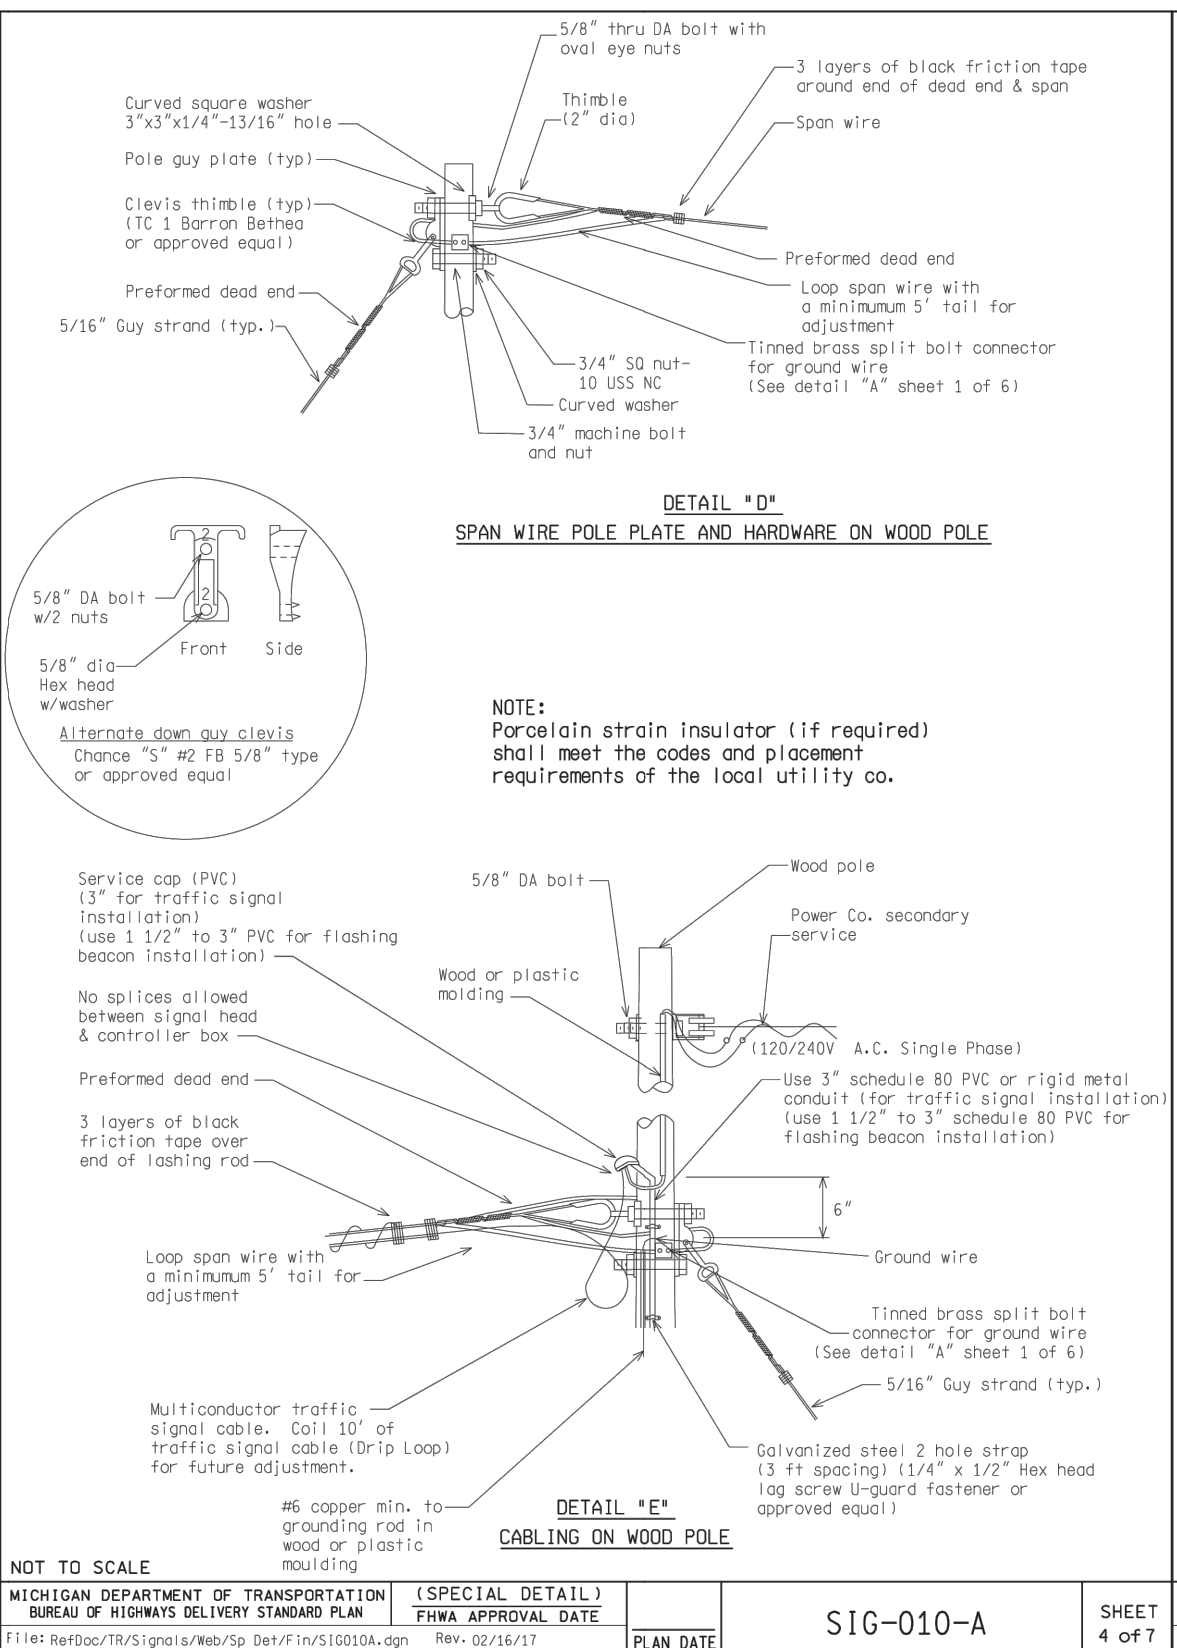 5/8" thru DA bolt with
oval eye nuts
3 layers of black friction tape
around end of dead end & span
Curved square washer
3"x3"x1/4"-13/16" hole
Thimble
(2" dia)
Span wire
Pole guy plate (typ)
Clevis thimble (typ)
(TC 1 Barron Bethea
or approved equal)
Preformed dead end
Preformed dead end
Loop span wire with
a minimumum 5' tail for
adjustment
5/16" Guy strand (typ.)
Tinned brass split bolt connector
for ground wire
(See detail "A" sheet 1 of 6)
3/4" SQ nut-
10 USS NC
Curved washer
3/4" machine bolt
and nut
DETAIL "D"
SPAN WIRE POLE PLATE AND HARDWARE ON WOOD POLE
2
2
5/8" DA bolt
w/2 nuts
Front
Side
5/8" dia
Hex head
w/washer
Alternate down guy clevis
Chance "S" #2 FB 5/8" type
or approved equal
NOTE:
Porcelain strain insulator (if required)
shall meet the codes and placement
requirements of the local utility co.
Service cap (PVC)
(3" for traffic signal
installation)
(use 1 1/2" to 3" PVC for flashing
beacon installation)
5/8" DA bolt
Wood pole
Power Co. secondary
service
Wood or plastic
molding
No splices allowed
between signal head
& controller box
(120/240V A.C. Single Phase)
Preformed dead end
Use 3" schedule 80 PVC or rigid metal
conduit (for traffic signal installation)
(use 1 1/2" to 3" schedule 80 PVC for
flashing beacon installation)
3 layers of black
friction tape over
end of lashing rod
6"
Loop span wire with
a minimumum 5' tail for
adjustment
Ground wire
Tinned brass split bolt
connector for ground wire
(See detail "A" sheet 1 of 6)
5/16" Guy strand (typ.)
Multiconductor traffic
signal cable. Coil 10' of
traffic signal cable (Drip Loop)
for future adjustment.
Galvanized steel 2 hole strap
(3 ft spacing) (1/4" x 1/2" Hex head
lag screw U-guard fastener or
approved equal)
#6 copper min. to
grounding rod in
wood or plastic
moulding
DETAIL "E"
CABLING ON WOOD POLE
NOT TO SCALE
MICHIGAN DEPARTMENT OF TRANSPORTATION
BUREAU OF HIGHWAYS DELIVERY STANDARD PLAN
(SPECIAL DETAIL)
FHWA APPROVAL DATE
PLAN DATE
SIG-010-A
SHEET
4 of 7
File: RefDoc/TR/Signals/Web/Sp Det/Fin/SIG010A.dgn Rev. 02/16/17